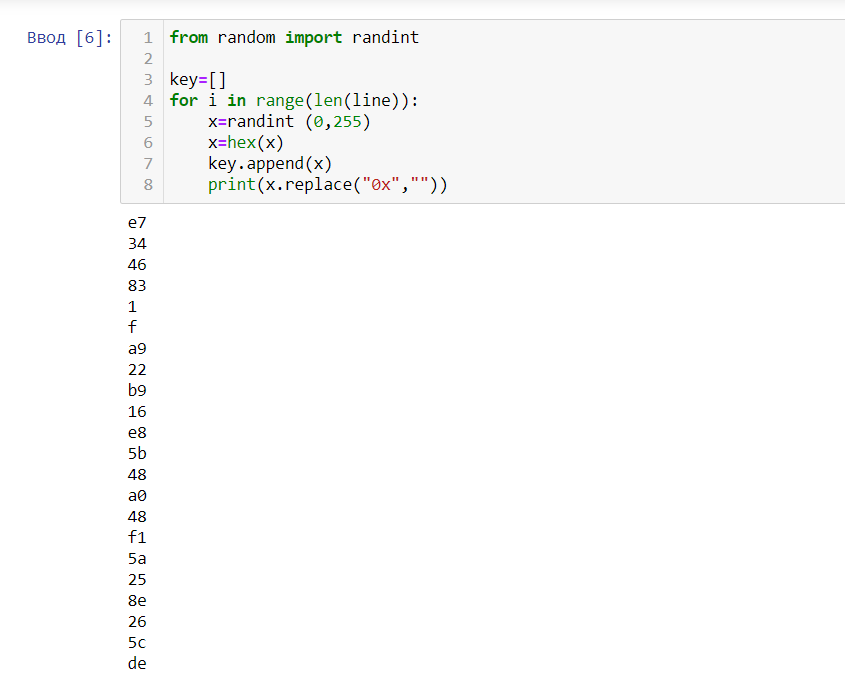 Ввод [6]:
1 from random import randint
2
3 key=[]
4 for i in range(len(line)):
5     x=randint (0,255)
6     x=hex(x)
7     key.append(x)
8     print(x.replace("0x",""))
e7
34
46
83
1
f
a9
22
b9
16
e8
5b
48
a0
48
f1
5a
25
8e
26
5c
de